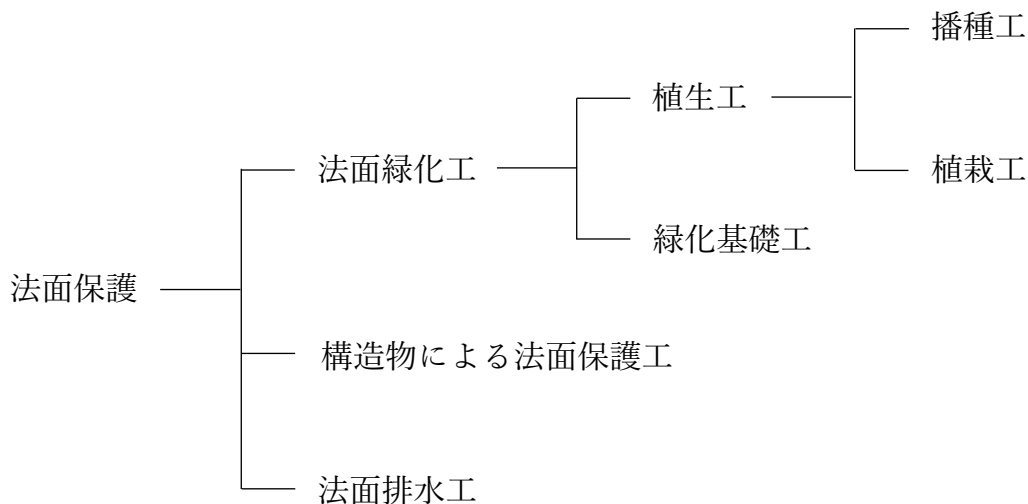 播種工
植生工
法面緑化工
植栽工
緑化基礎工
法面保護
構造物による法面保護工
法面排水工